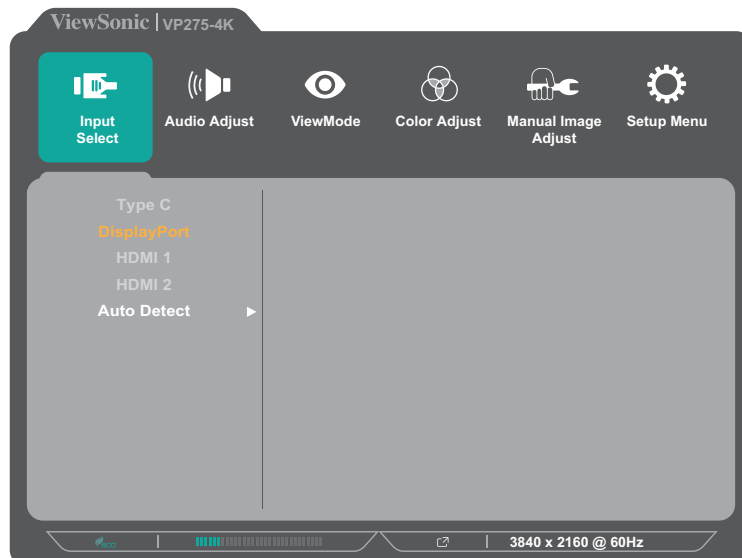 ViewSonic | VP275-4K
Input Select
Audio Adjust
ViewMode
Color Adjust
Manual Image Adjust
Setup Menu
Type C
DisplayPort
HDMI 1
HDMI 2
Auto Detect
eco
3840 x 2160 @ 60Hz